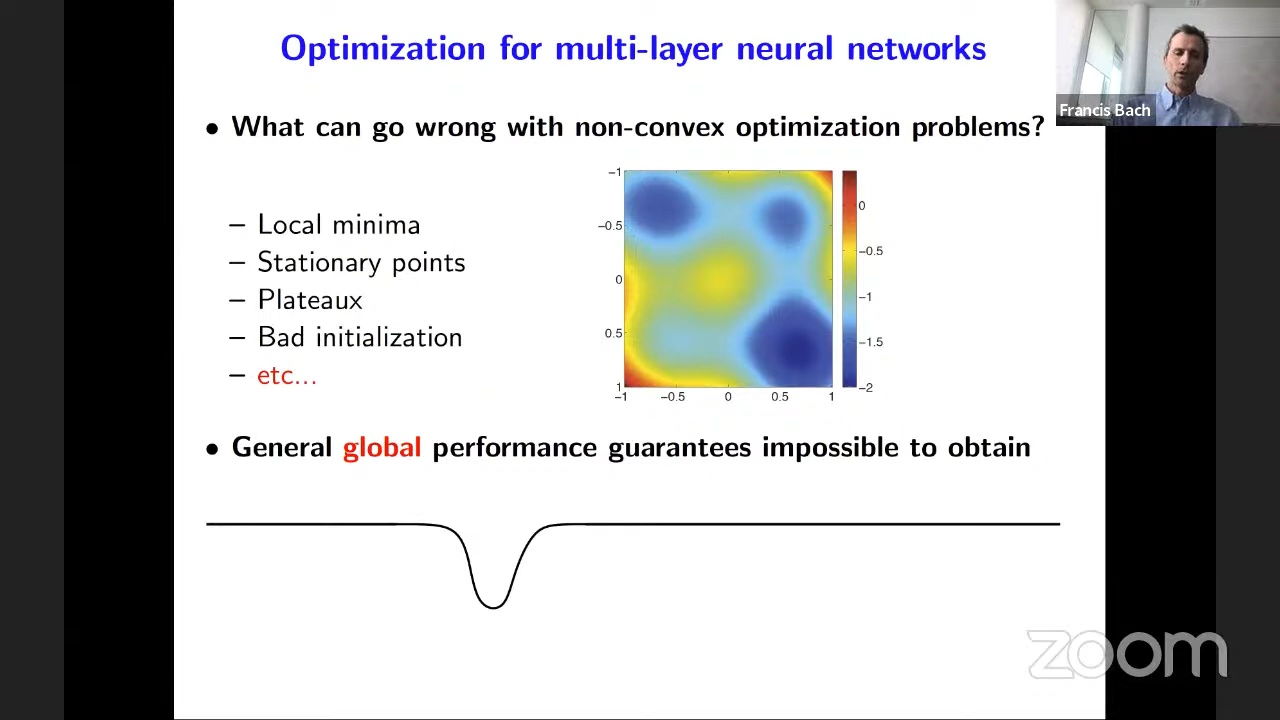 Optimization for multi-layer neural networks
Francis Bach
• What can go wrong with non-convex optimization problems?
– Local minima
– Stationary points
– Plateaux
– Bad initialization
– etc...
−1
−0.5
0
0.5
1
−1 −0.5 0 0.5 1
0
−0.5
−1
−1.5
−2
• General global performance guarantees impossible to obtain
zoom